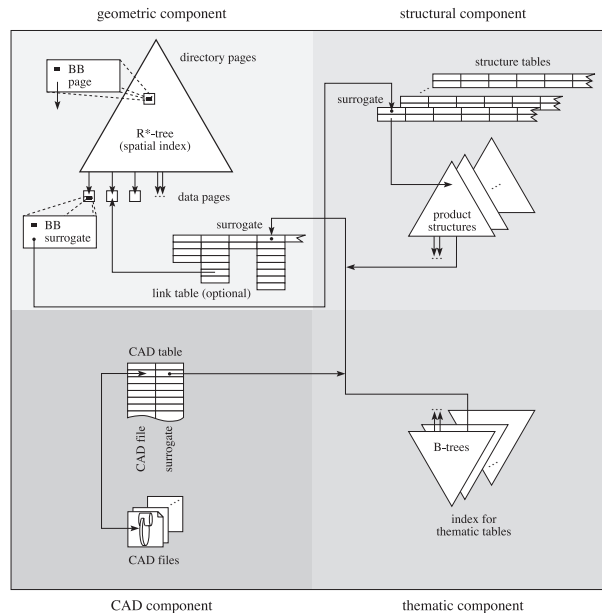 geometric component
structural component
BB
page
directory pages
R*-tree
(spatial index)
data pages
BB
surrogate
surrogate
link table (optional)
structure tables
surrogate
product
structures
CAD table
CAD file
surrogate
CAD files
B-trees
index for
thematic tables
CAD component
thematic component